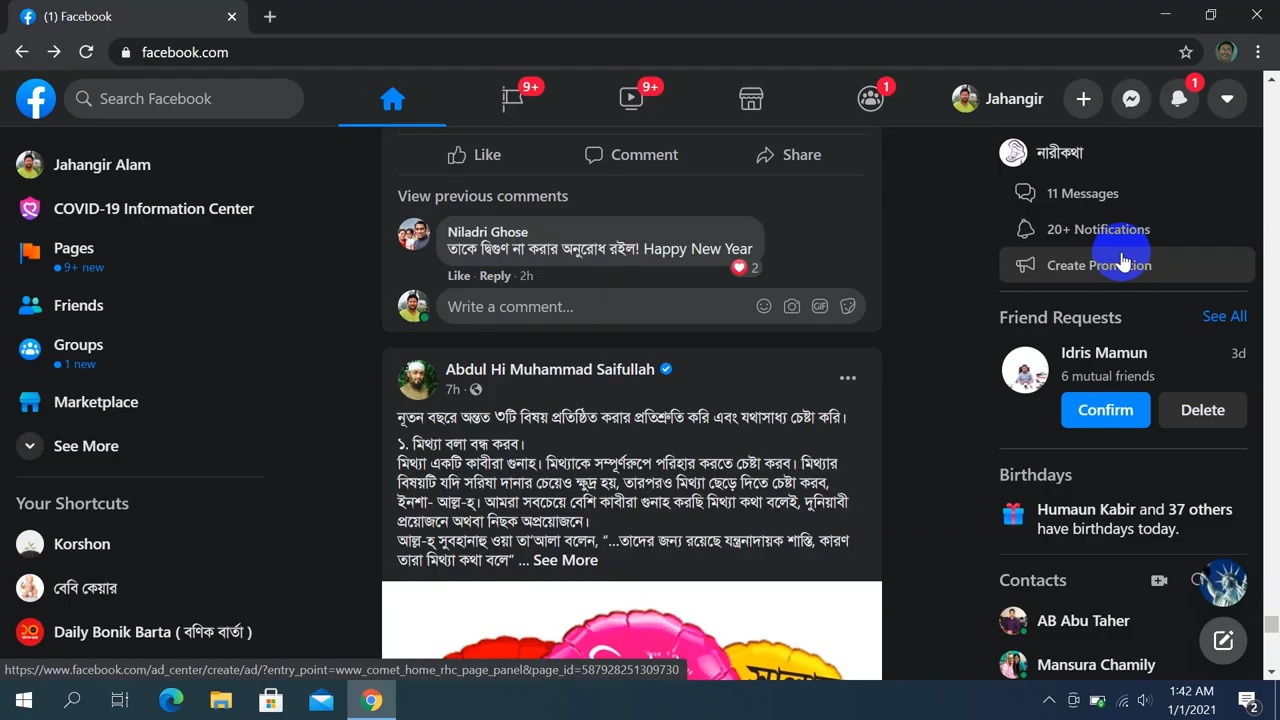 (1) Facebook
facebook.com
Search Facebook
9+
9+
1
Jahangir
1
Jahangir Alam
COVID-19 Information Center
Pages
9+ new
Friends
Groups
1 new
Marketplace
See More
Your Shortcuts
Korshon
বেবি কেয়ার
Daily Bonik Barta ( বণিক বার্তা )
Like
Comment
Share
View previous comments
Niladri Ghose
তাকে দ্বিগুণ না করার অনুরোধ রইল! Happy New Year
2
Like · Reply · 2h
Write a comment...
GIF
Abdul Hi Muhammad Saifullah
7h ·
নূতন বছরে অন্তত ৩টি বিষয় প্রতিষ্ঠিত করার প্রতিশ্রুতি করি এবং যথাসাধ্য চেষ্টা করি।
১. মিথ্যা বলা বন্ধ করব।
মিথ্যা একটি কাবীরা গুনাহ। মিথ্যাকে সম্পূর্ণরুপে পরিহার করতে চেষ্টা করব। মিথ্যার
বিষয়টি যদি সরিষা দানার চেয়েও ক্ষুদ্র হয়, তারপরও মিথ্যা ছেড়ে দিতে চেষ্টা করব,
ইনশা- আল্ল-হ্। আমরা সবচেয়ে বেশি কাবীরা গুনাহ করছি মিথ্যা কথা বলেই, দুনিয়াবী
প্রয়োজনে অথবা নিছক অপ্রয়োজনে।
আল্ল-হ্ সুবহানাহু ওয়া তা'আলা বলেন, “...তাদের জন্য রয়েছে যন্ত্রনাদায়ক শাস্তি, কারণ
তারা মিথ্যা কথা বলে” ... See More
নারীকথা
11 Messages
20+ Notifications
Create Promotion
Friend Requests
See All
Idris Mamun
3d
6 mutual friends
Confirm
Delete
Birthdays
Humaun Kabir and 37 others
have birthdays today.
Contacts
AB Abu Taher
Mansura Chamily
https://www.facebook.com/ad_center/create/ad/?entry_point=www_comet_home_rhc_page_panel&page_id=587928251309730
1:42 AM
1/1/2021
2